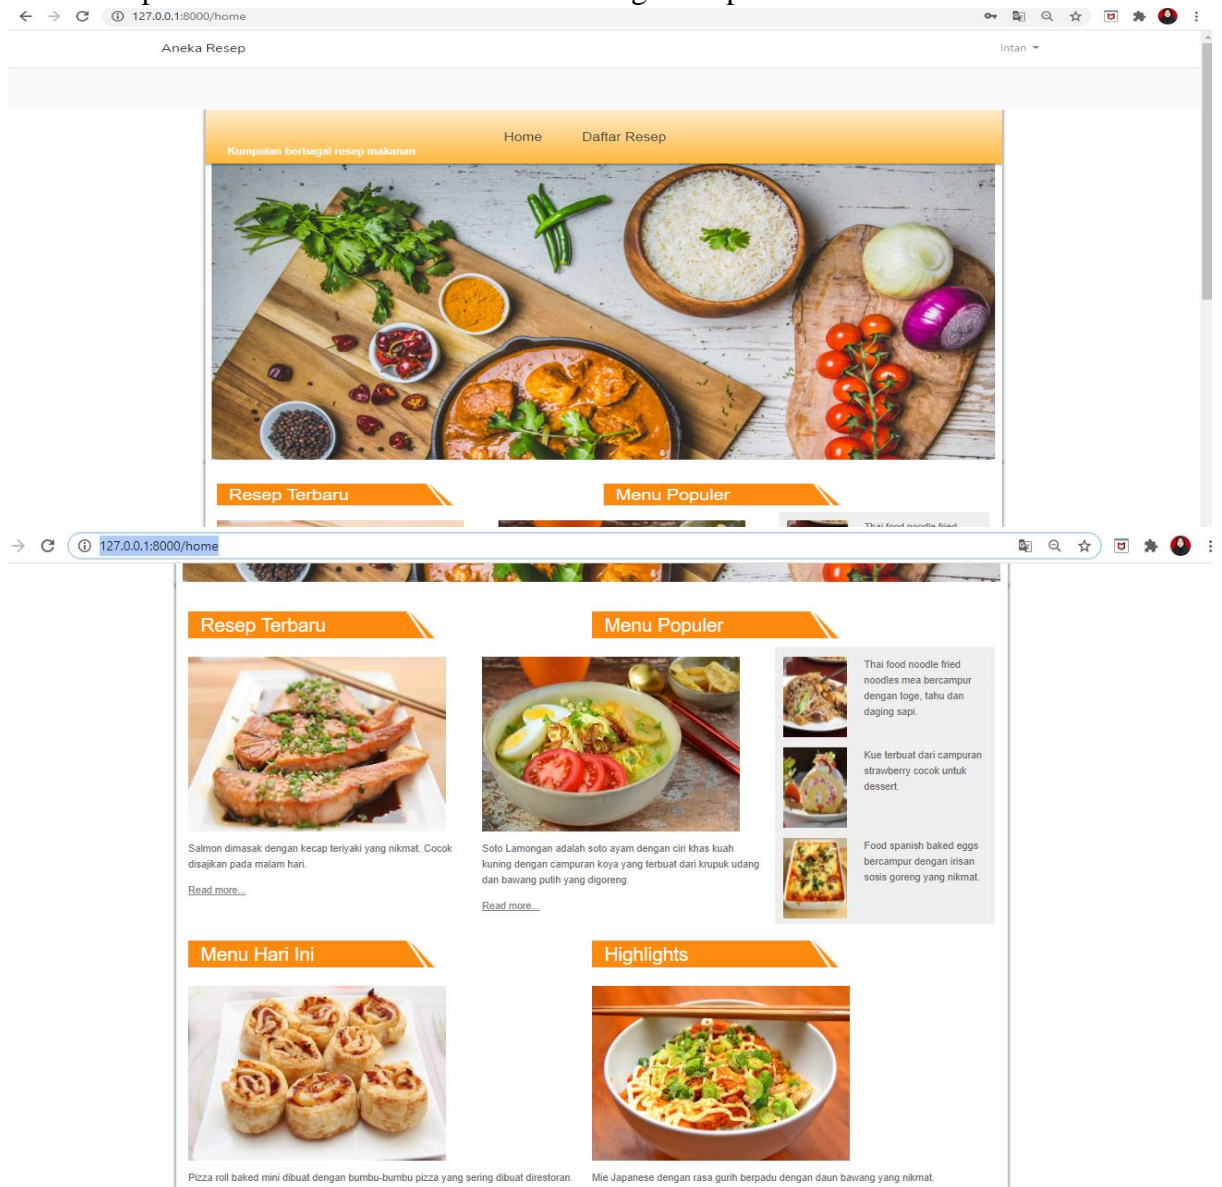 127.0.0.1:8000/home
Aneka Resep
Intan
Home
Daftar Resep
Kumpulan berbagai resep makanan
Resep Terbaru
Menu Populer
Thai food noodle fried
127.0.0.1:8000/home
Resep Terbaru
Menu Populer
Salmon dimasak dengan kecap teriyaki yang nikmat. Cocok
disajikan pada malam hari.
Read more...
Soto Lamongan adalah soto ayam dengan ciri khas kuah
kuning dengan campuran koya yang terbuat dari krupuk udang
dan bawang putih yang digoreng.
Read more...
Thai food noodle fried
noodles mea bercampur
dengan toge, tahu dan
daging sapi.
Kue terbuat dari campuran
strawberry cocok untuk
dessert.
Food spanish baked eggs
bercampur dengan irisan
sosis goreng yang nikmat.
Menu Hari Ini
Highlights
Pizza roll baked mini dibuat dengan bumbu-bumbu pizza yang sering dibuat direstoran.
Mie Japanese dengan rasa gurih berpadu dengan daun bawang yang nikmat.